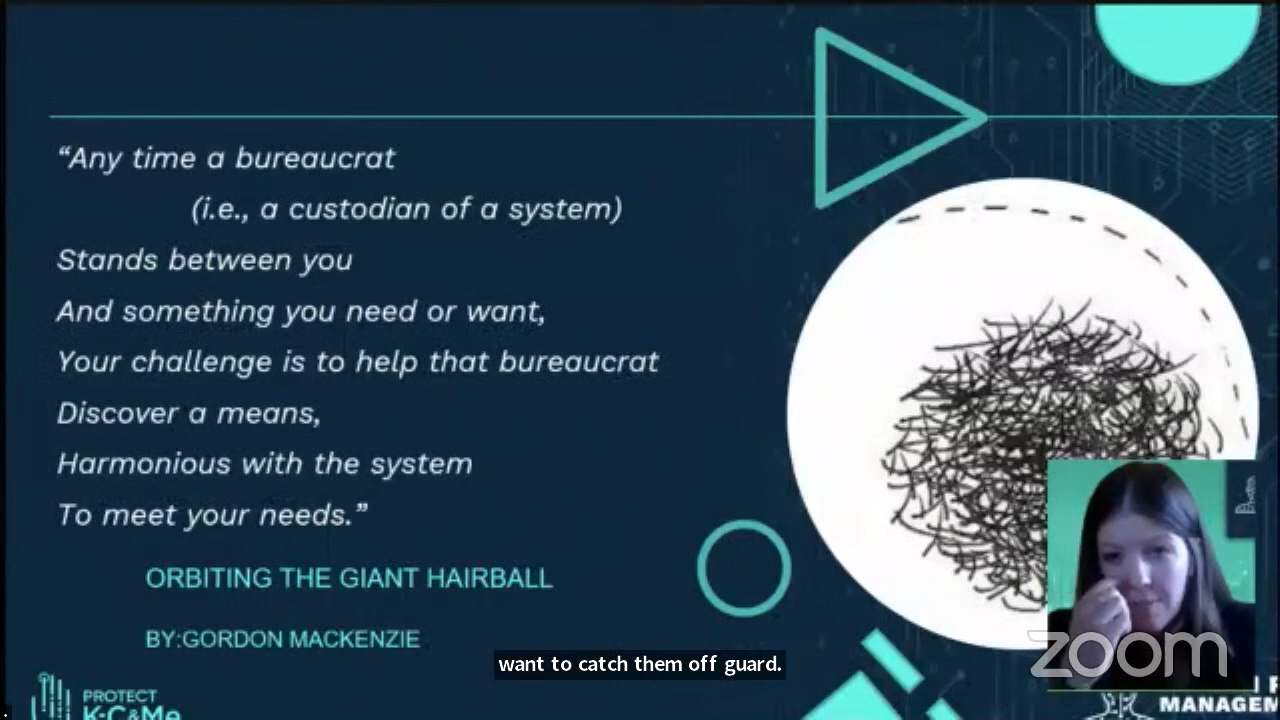 “Any time a bureaucrat
(i.e., a custodian of a system)
Stands between you
And something you need or want,
Your challenge is to help that bureaucrat
Discover a means,
Harmonious with the system
To meet your needs.”
ORBITING THE GIANT HAIRBALL
BY:GORDON MACKENZIE
want to catch them off guard.
zoom
PROTECT
K-C&Me